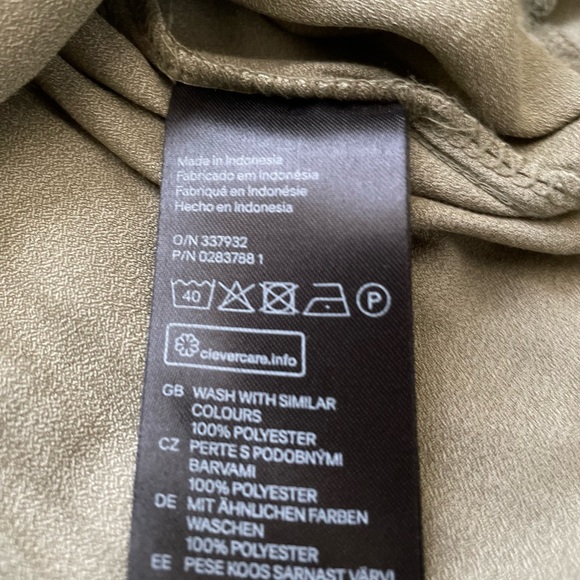 Made in Indonesia
Fabricado em Indonésia
Fabriqué en Indonésie
Hecho en Indonesia
O/N 337932
P/N 0283788 1
40 P
clevercare.info
GB WASH WITH SIMILAR
COLOURS
100% POLYESTER
CZ PERTE S PODOBNÝMI
BARVAMI
100% POLYESTER
DE MIT ÄHNLICHEN FARBEN
WASCHEN
100% POLYESTER
EE PESE KOOS SARNAST VÄRVI